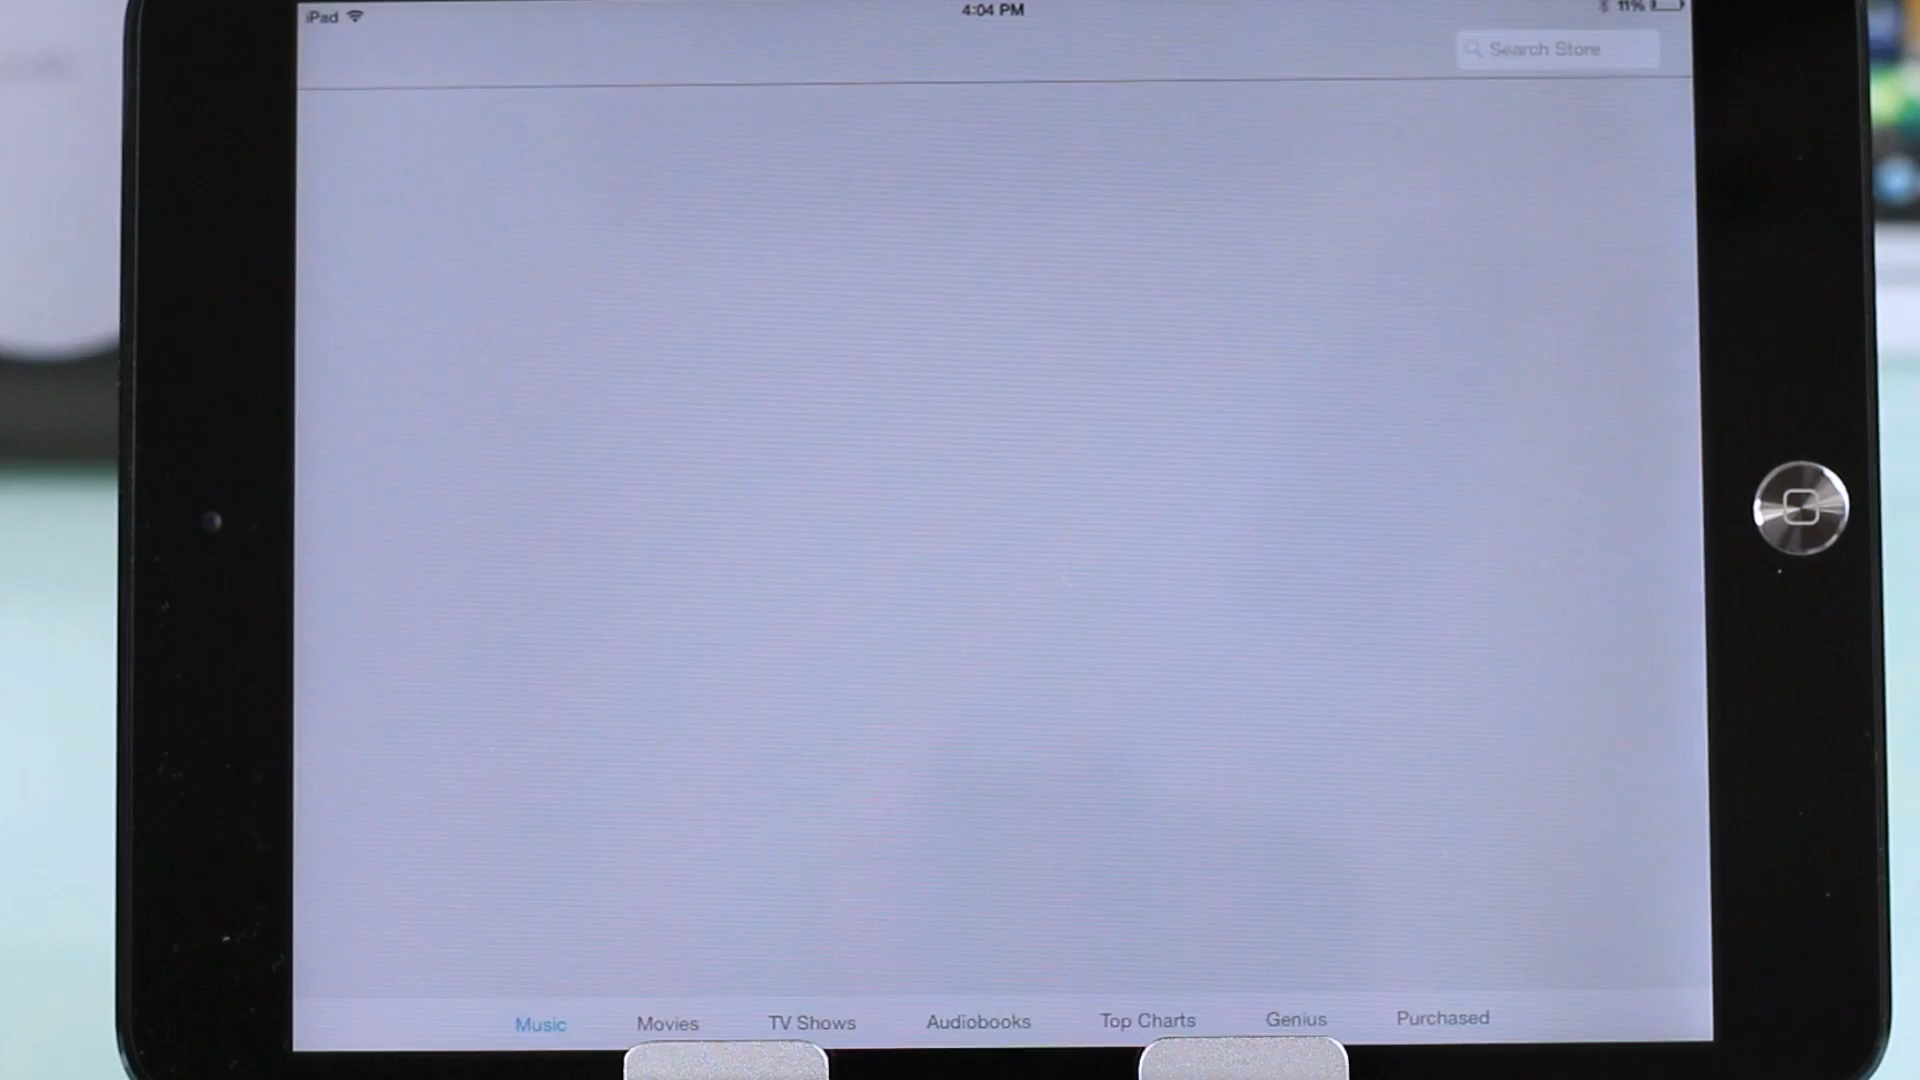 iPad 4:04 PM 11%
Search Store
Music Movies TV Shows Audiobooks Top Charts Genius Purchased